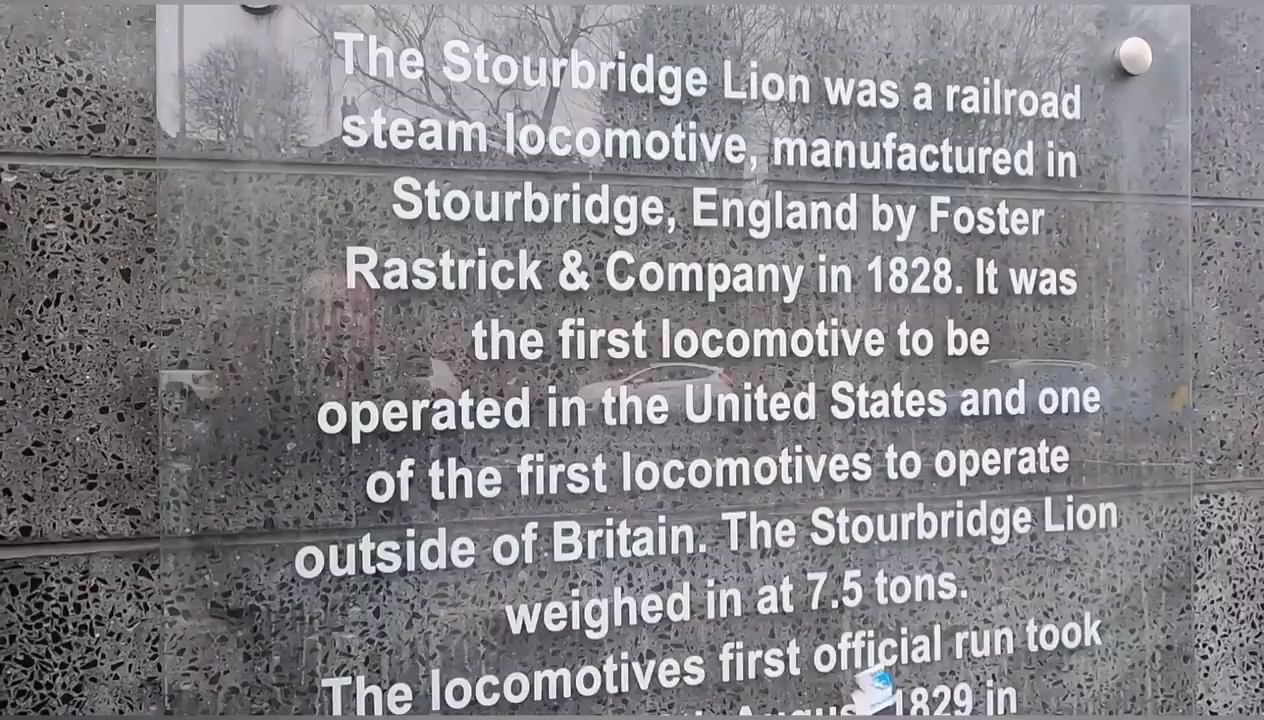 The Stourbridge Lion was a railroad
steam locomotive, manufactured in
Stourbridge, England by Foster
Rastrick & Company in 1828. It was
the first locomotive to be
operated in the United States and one
of the first locomotives to operate
outside of Britain. The Stourbridge Lion
weighed in at 7.5 tons.
The locomotives first official run took
1829 in